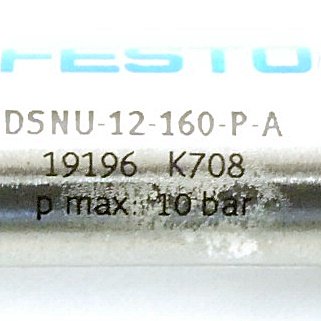 FESTO
DSNU-12-160-P-A
19196 K708
p max: 10 bar